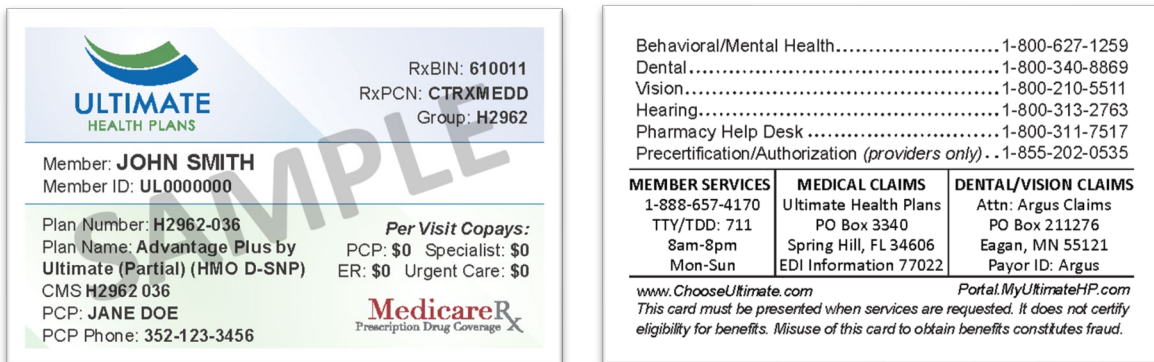 ULTIMATE
HEALTH PLANS
RxBIN: 610011
RxPCN: CTRXMEDD
Group: H2962
Member: JOHN SMITH
Member ID: UL0000000
SAMPLE
Plan Number: H2962-036
Plan Name: Advantage Plus by
Ultimate (Partial) (HMO D-SNP)
CMS H2962 036
PCP: JANE DOE
PCP Phone: 352-123-3456
Per Visit Copays:
PCP: $0 Specialist: $0
ER: $0 Urgent Care: $0
MedicareRx
Prescription Drug Coverage
Behavioral/Mental Health..............................1-800-627-1259
Dental..............................1-800-340-8869
Vision..............................1-800-210-5511
Hearing..............................1-800-313-2763
Pharmacy Help Desk ..............................1-800-311-7517
Precertification/Authorization (providers only)..1-855-202-0535
MEMBER SERVICES
1-888-657-4170
TTY/TDD: 711
8am-8pm
Mon-Sun
MEDICAL CLAIMS
Ultimate Health Plans
PO Box 3340
Spring Hill, FL 34606
EDI Information 77022
DENTAL/VISION CLAIMS
Attn: Argus Claims
PO Box 211276
Eagan, MN 55121
Payor ID: Argus
www.ChooseUltimate.com
Portal.MyUltimateHP.com
This card must be presented when services are requested. It does not certify
eligibility for benefits. Misuse of this card to obtain benefits constitutes fraud.